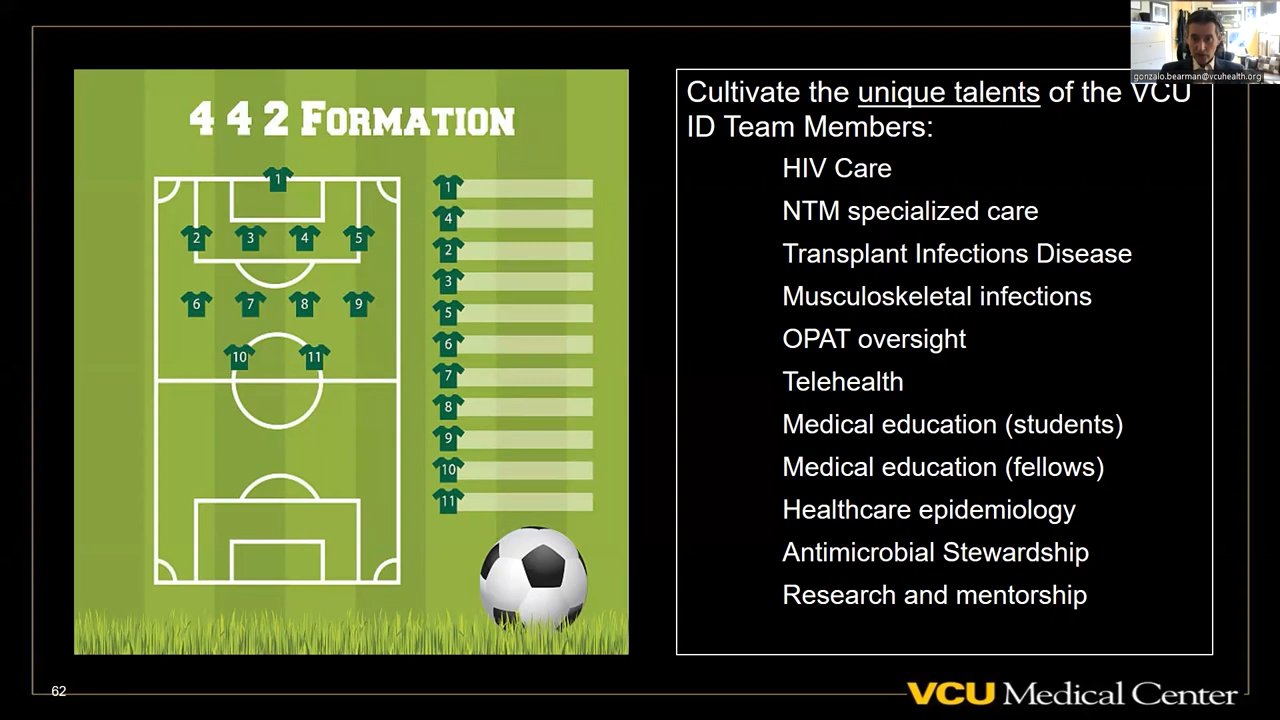 gonzalo.bearman@vcuhealth.org
4 4 2 FORMATION
1
2 3 4 5
6 7 8 9
10 11
1
4
2
3
5
6
7
8
9
10
11
Cultivate the unique talents of the VCU
ID Team Members:
HIV Care
NTM specialized care
Transplant Infections Disease
Musculoskeletal infections
OPAT oversight
Telehealth
Medical education (students)
Medical education (fellows)
Healthcare epidemiology
Antimicrobial Stewardship
Research and mentorship
62
VCU Medical Center